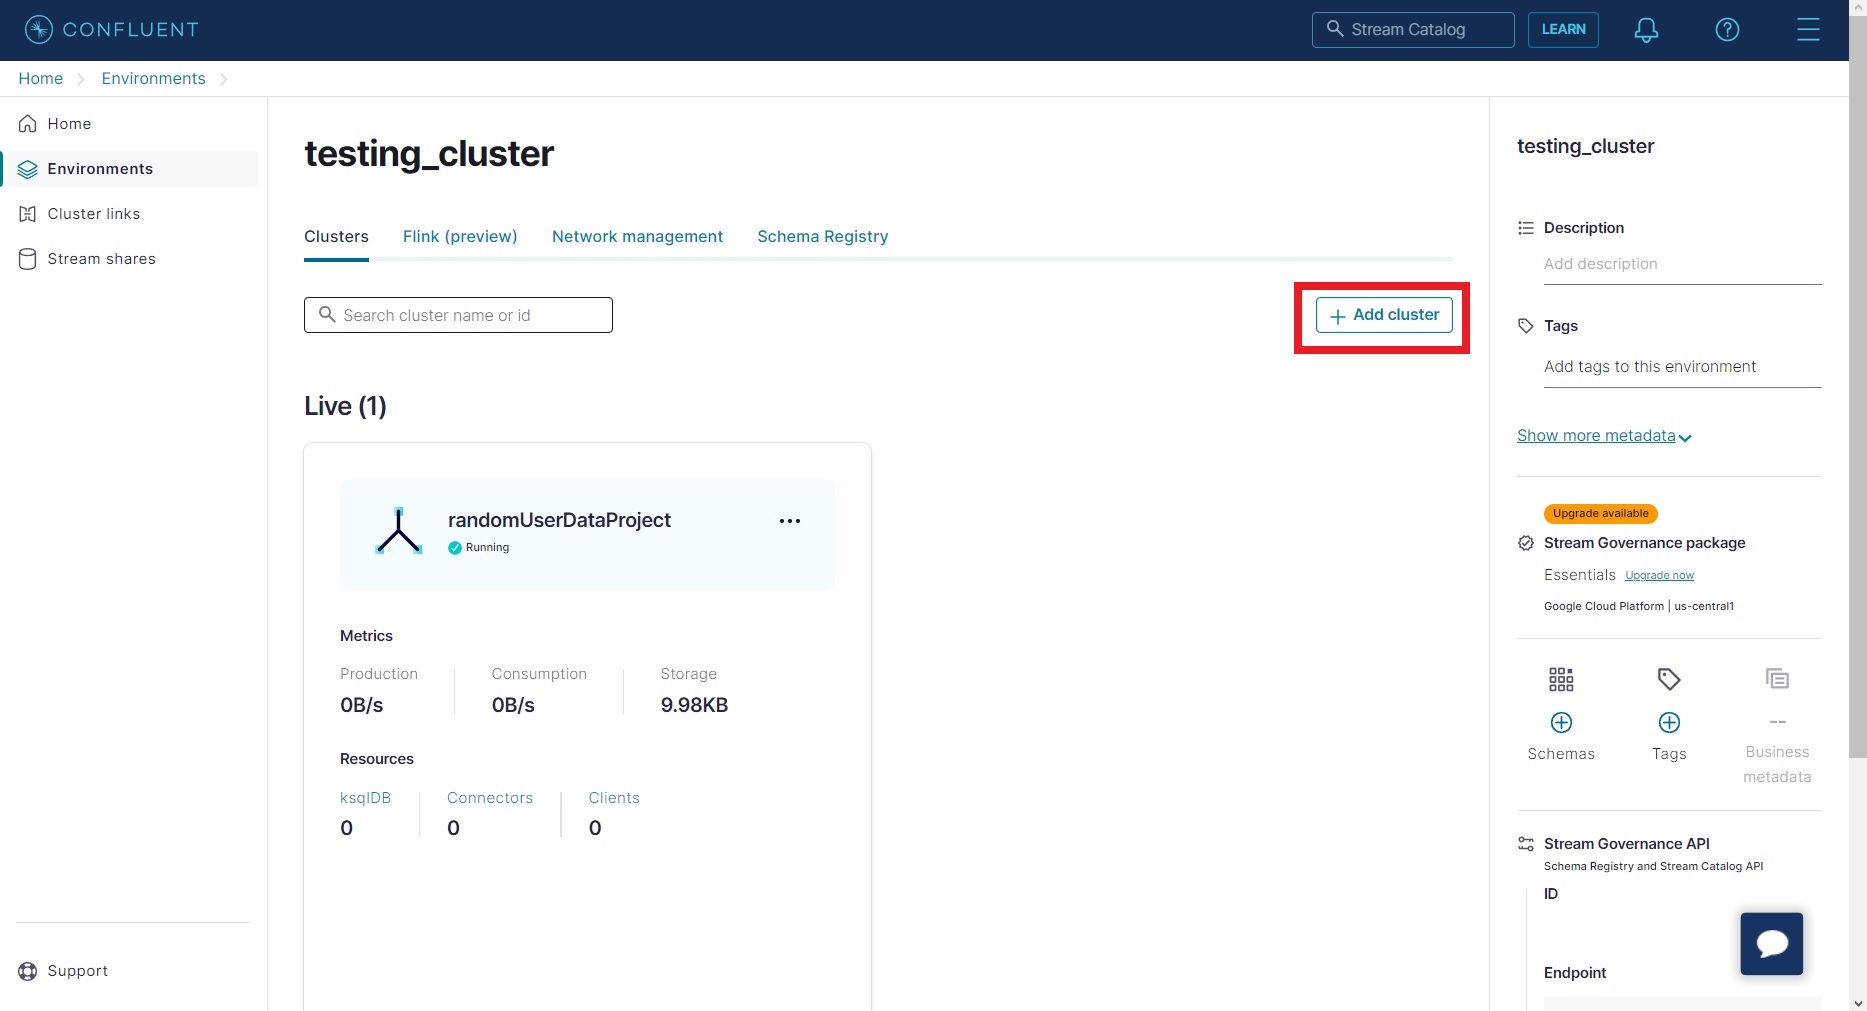 CONFLUENT
Stream Catalog
LEARN
Home
Environments
Home
Environments
Cluster links
Stream shares
Support
testing_cluster
Clusters
Flink (preview)
Network management
Schema Registry
Search cluster name or id
Add cluster
Live (1)
randomUserDataProject
Running
Metrics
Production
Consumption
Storage
0B/s
0B/s
9.98KB
Resources
ksqlDB
Connectors
Clients
0
0
0
testing_cluster
Description
Add description
Tags
Add tags to this environment
Show more metadata
Upgrade available
Stream Governance package
Essentials Upgrade now
Google Cloud Platform | us-central1
Schemas
Tags
--
Business
metadata
Stream Governance API
Schema Registry and Stream Catalog API
ID
Endpoint